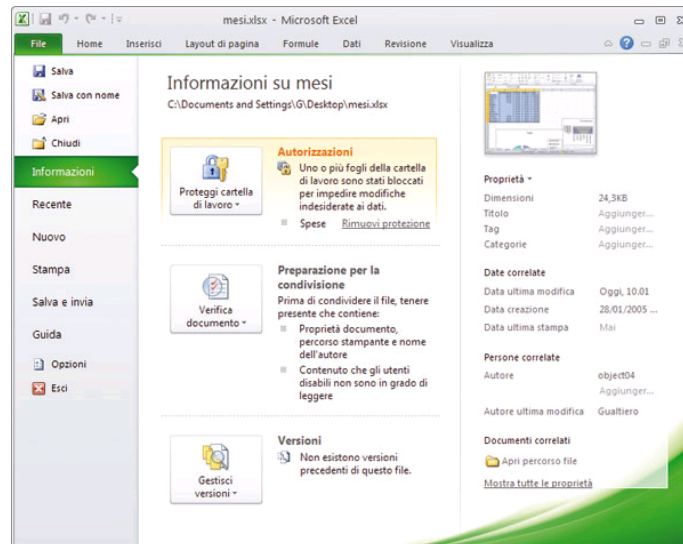 mesi.xlsx - Microsoft Excel
File Home Inserisci Layout di pagina Formule Dati Revisione Visualizza
Salva
Salva con nome
Apri
Chiudi
Informazioni
Recente
Nuovo
Stampa
Salva e invia
Guida
Opzioni
Esci
Informazioni su mesi
C:\Documents and Settings\G\Desktop\mesi.xlsx
Proteggi cartella
di lavoro
Autorizzazioni
Uno o più fogli della cartella
di lavoro sono stati bloccati
per impedire modifiche
indesiderate ai dati.
Spese Rimuovi protezione
Verifica
documento
Preparazione per la
condivisione
Prima di condividere il file, tenere
presente che contiene:
Proprietà documento,
percorso stampante e nome
dell'autore
Contenuto che gli utenti
disabili non sono in grado di
leggere
Gestisci
versioni
Versioni
Non esistono versioni
precedenti di questo file.
Proprietà
Dimensioni 24,3KB
Titolo Aggiunger...
Tag Aggiunger...
Categorie Aggiunger...
Date correlate
Data ultima modifica Oggi, 10.01
Data creazione 28/01/2005 ...
Data ultima stampa Mai
Persone correlate
Autore object04
Aggiunger...
Autore ultima modifica Gualtiero
Documenti correlati
Apri percorso file
Mostra tutte le proprietà